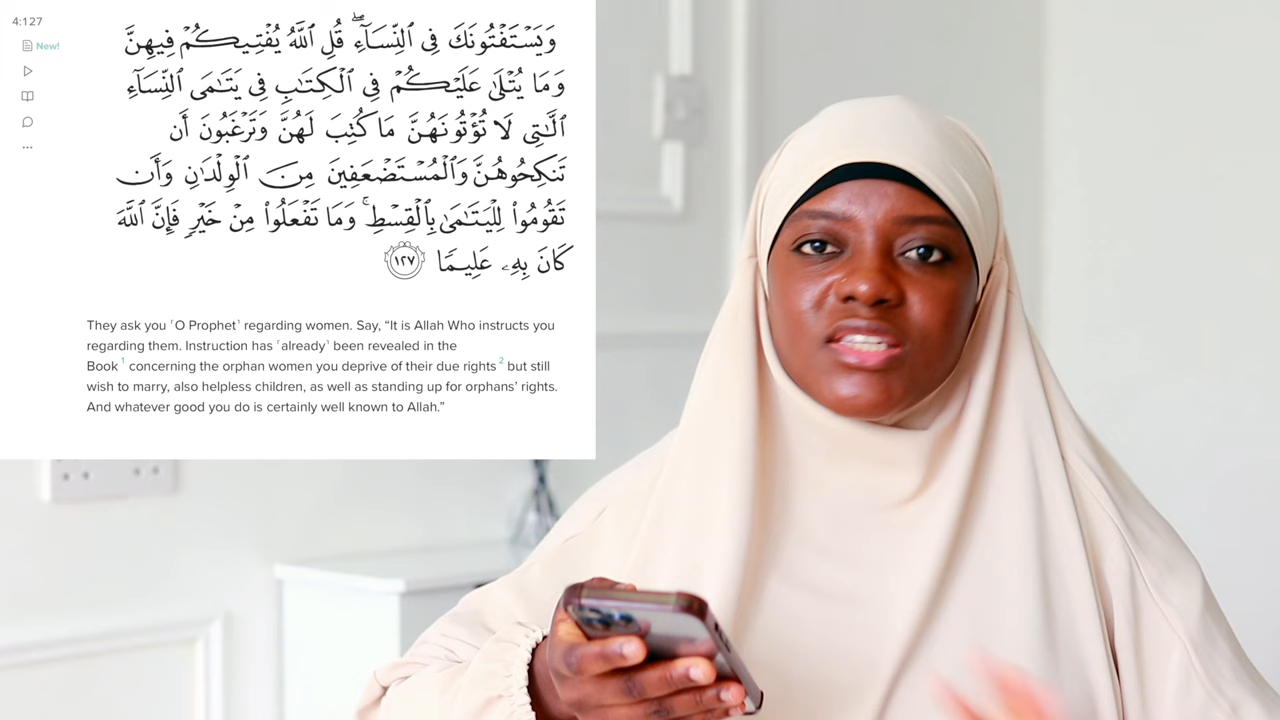 4:127
New!
وَيَسْتَفْتُونَكَ فِى ٱلنِّسَآءِ ۖ قُلِ ٱللَّهُ يُفْتِيكُمْ فِيهِنَّ
وَمَا يُتْلَىٰ عَلَيْكُمْ فِى ٱلْكِتَـٰبِ فِى يَتَـٰمَى ٱلنِّسَآءِ
ٱلَّـٰتِى لَا تُؤْتُونَهُنَّ مَا كُتِبَ لَهُنَّ وَتَرْغَبُونَ أَن
تَنكِحُوهُنَّ وَٱلْمُسْتَضْعَفِينَ مِنَ ٱلْوِلْدَٰنِ وَأَن
تَقُومُوا۟ لِلْيَتَـٰمَىٰ بِٱلْقِسْطِ ۚ وَمَا تَفْعَلُوا۟ مِنْ خَيْرٍۢ فَإِنَّ ٱللَّهَ
كَانَ بِهِۦ عَلِيمًۭا ١٢٧
They ask you ˹O Prophet˺ regarding women. Say, “It is Allah Who instructs you
regarding them. Instruction has ˹already˺ been revealed in the
Book 1 concerning the orphan women you deprive of their due rights 2 but still
wish to marry, also helpless children, as well as standing up for orphans’ rights.
And whatever good you do is certainly well known to Allah.”